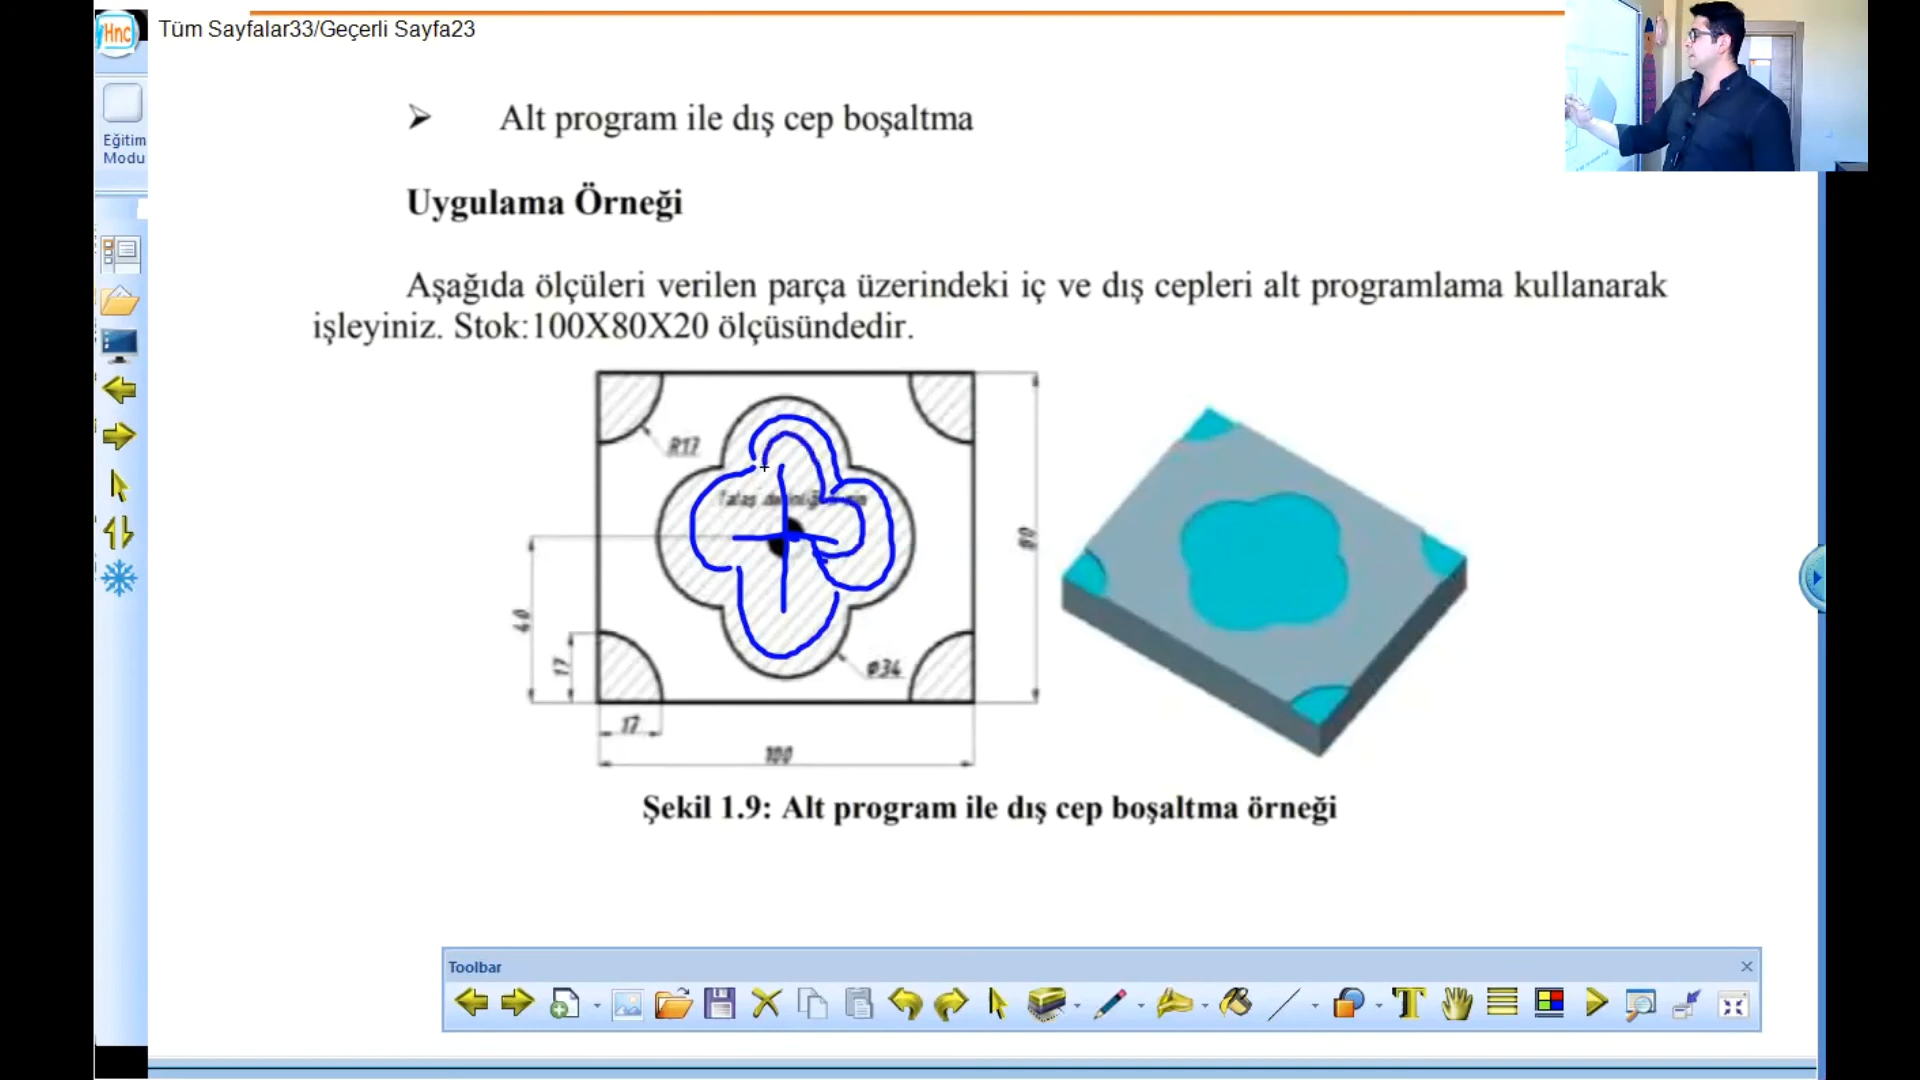 Hnc
Tüm Sayfalar33/Geçerli Sayfa23
Eğitim
Modu
➢ Alt program ile dış cep boşaltma
Uygulama Örneği
Aşağıda ölçüleri verilen parça üzerindeki iç ve dış cepleri alt programlama kullanarak
işleyiniz. Stok:100X80X20 ölçüsündedir.
R17
Talaş
80
40
17
Ø34
17
100
Şekil 1.9: Alt program ile dış cep boşaltma örneği
Toolbar